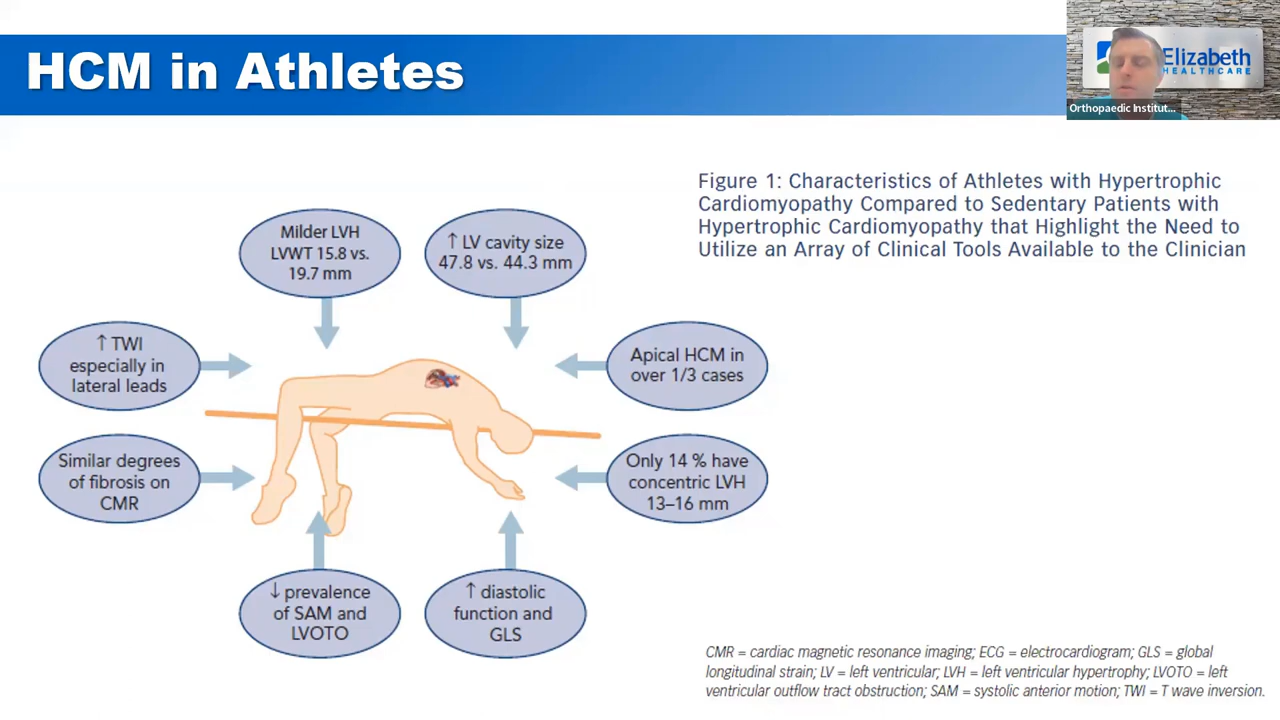 HCM in Athletes
Elizabeth
HEALTHCARE
Orthopaedic Institut...
Figure 1: Characteristics of Athletes with Hypertrophic
Cardiomyopathy Compared to Sedentary Patients with
Hypertrophic Cardiomyopathy that Highlight the Need to
Utilize an Array of Clinical Tools Available to the Clinician
Milder LVH
LVWT 15.8 vs.
19.7 mm
↑ LV cavity size
47.8 vs. 44.3 mm
↑ TWI
especially in
lateral leads
Apical HCM in
over 1/3 cases
Similar degrees
of fibrosis on
CMR
Only 14 % have
concentric LVH
13–16 mm
↓ prevalence
of SAM and
LVOTO
↑ diastolic
function and
GLS
CMR = cardiac magnetic resonance imaging; ECG = electrocardiogram; GLS = global
longitudinal strain; LV = left ventricular; LVH = left ventricular hypertrophy; LVOTO = left
ventricular outflow tract obstruction; SAM = systolic anterior motion; TWI = T wave inversion.